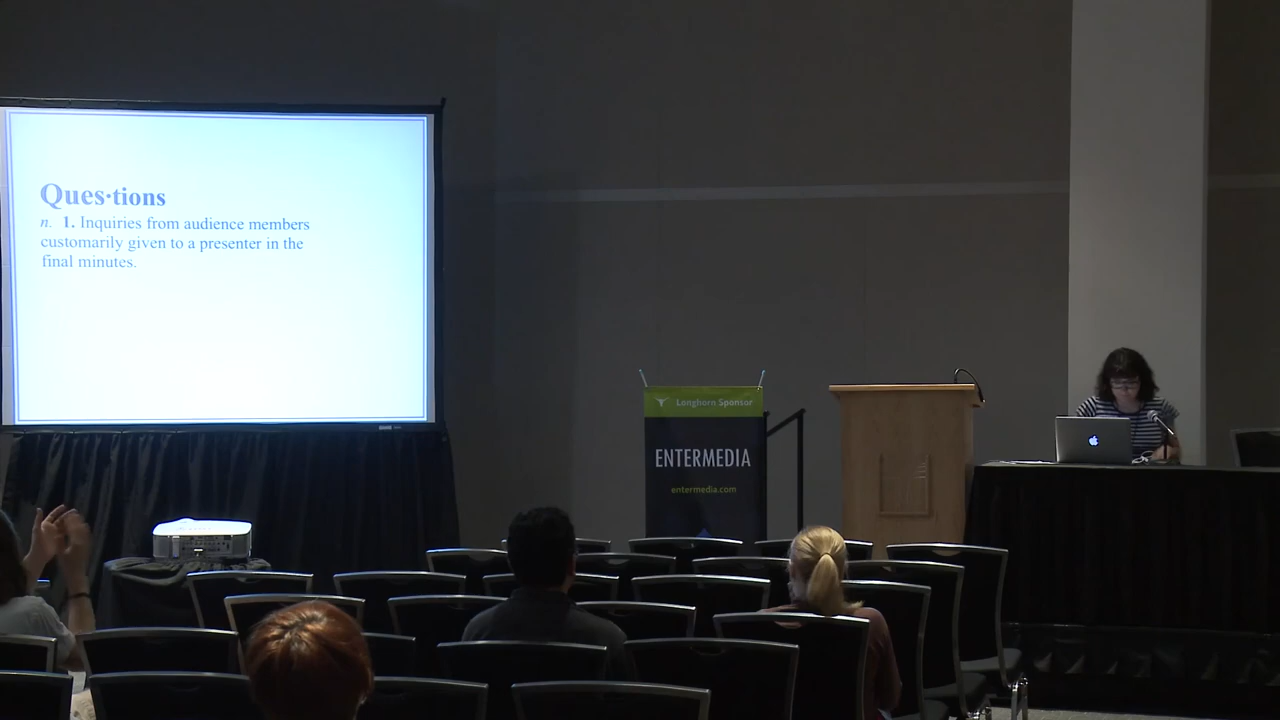 Ques·tions
n. 1. Inquiries from audience members
customarily given to a presenter in the
final minutes.
Longhorn Sponsor
ENTERMEDIA
entermedia.com